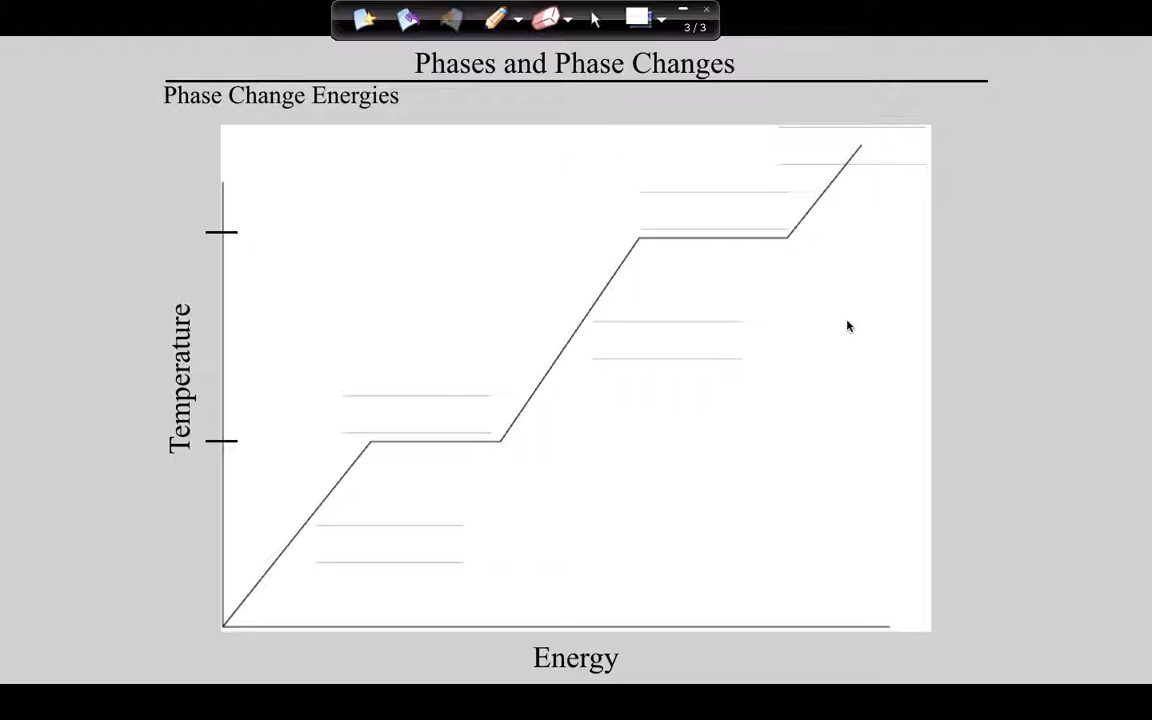 3 / 3
Phases and Phase Changes
Phase Change Energies
Temperature
Energy